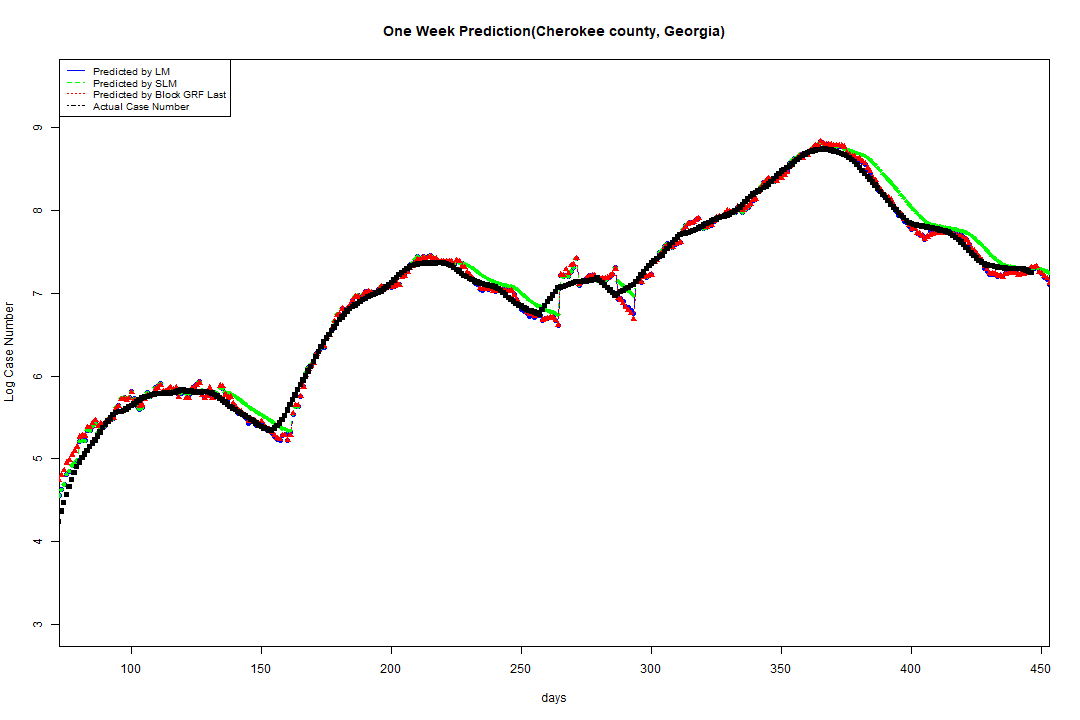 One Week Prediction(Cherokee county, Georgia)
Predicted by LM
Predicted by SLM
Predicted by Block GRF Last
Actual Case Number
9
8
7
6
5
4
3
Log Case Number
100 150 200 250 300 350 400 450
days